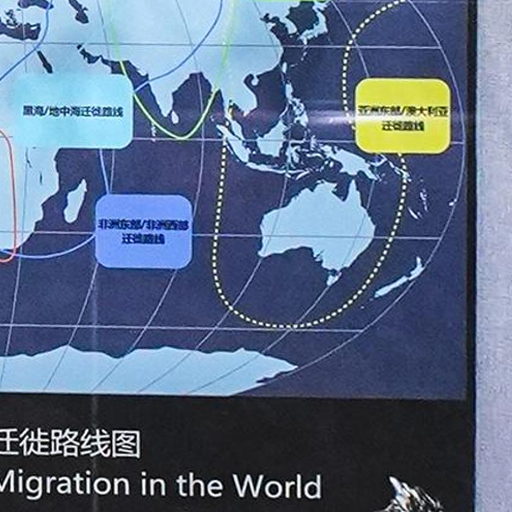 黑海/地中海迁徙路线
亚洲东部/澳大利亚
迁徙路线
非洲东部/非洲西部
迁徙路线
迁徙路线图
Migration in the World